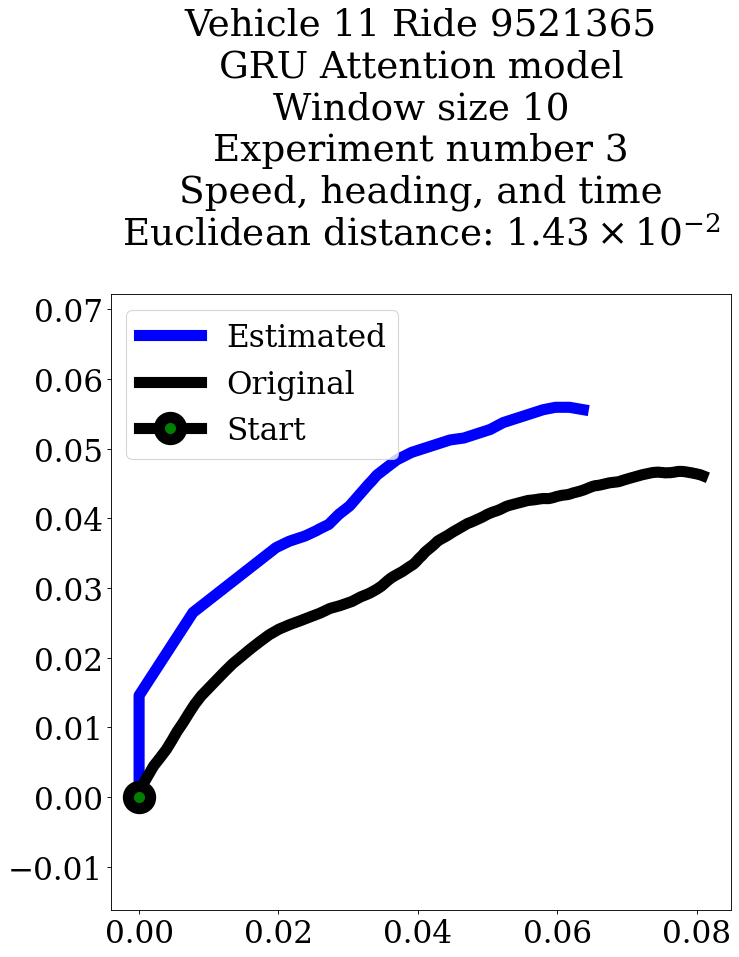 Vehicle 11 Ride 9521365
GRU Attention model
Window size 10
Experiment number 3
Speed, heading, and time
Euclidean distance: 1.43 × 10⁻²
Estimated
Original
Start
0.07
0.06
0.05
0.04
0.03
0.02
0.01
0.00
−0.01
0.00 0.02 0.04 0.06 0.08